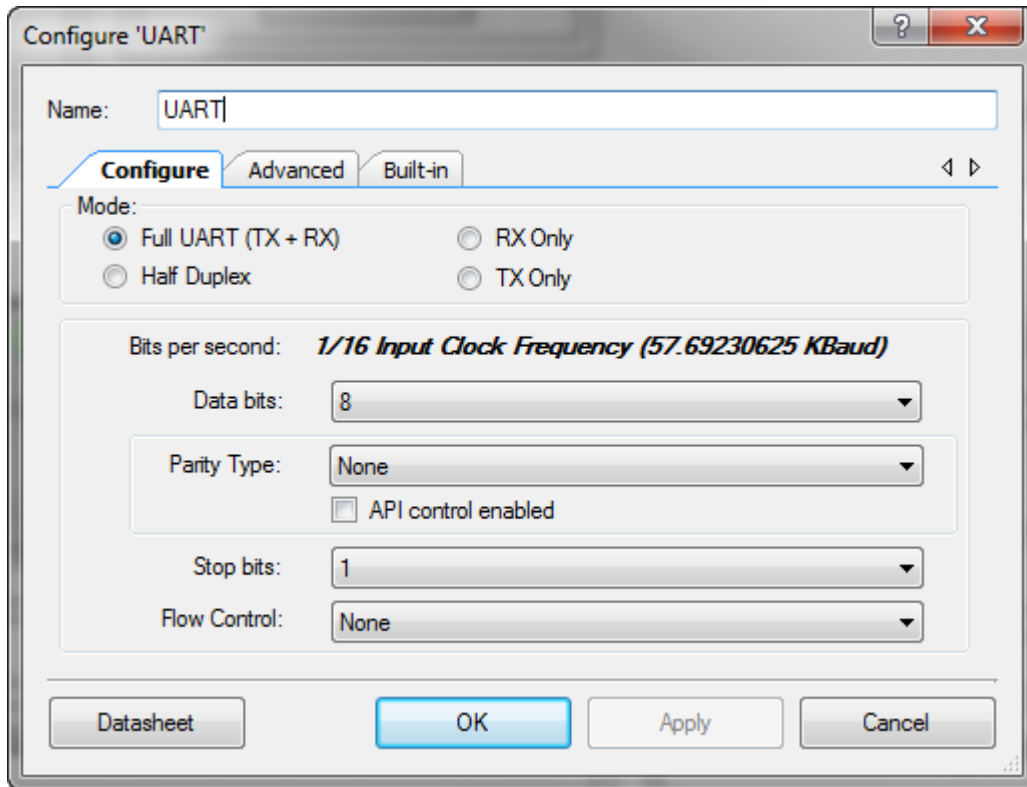 Configure 'UART'
?
Name: UART
Configure Advanced Built-in
Mode:
Full UART (TX + RX) RX Only
Half Duplex TX Only
Bits per second: 1/16 Input Clock Frequency (57.69230625 KBaud)
Data bits: 8
Parity Type: None
API control enabled
Stop bits: 1
Flow Control: None
Datasheet OK Apply Cancel